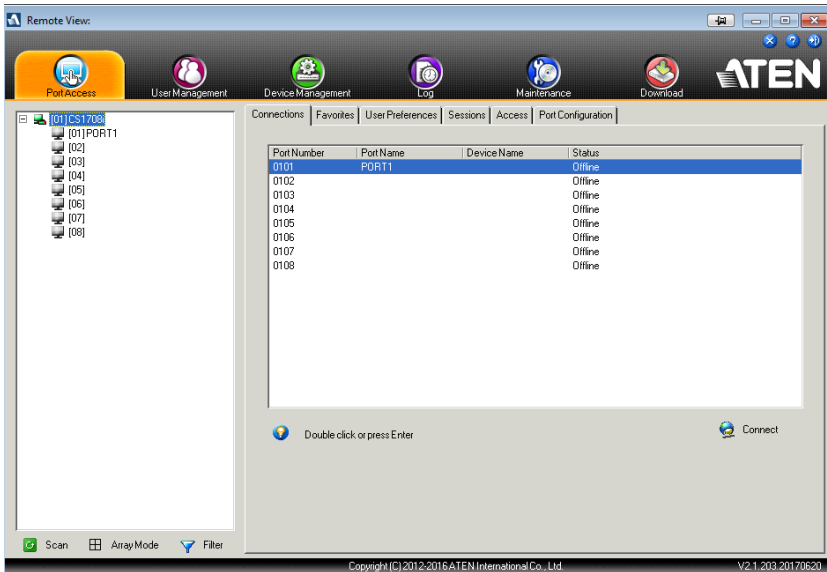 Remote View:
ATEN
Port Access
User Management
Device Management
Log
Maintenance
Download
[01]CS1708i
[01]PORT1
[02]
[03]
[04]
[05]
[06]
[07]
[08]
Connections Favorites User Preferences Sessions Access Port Configuration
Port Number Port Name Device Name Status
0101 PORT1 Offline
0102 Offline
0103 Offline
0104 Offline
0105 Offline
0106 Offline
0107 Offline
0108 Offline
Double click or press Enter
Connect
Scan Array Mode Filter
Copyright (C) 2012-2016 ATEN International Co., Ltd.
V2.1.203.20170620